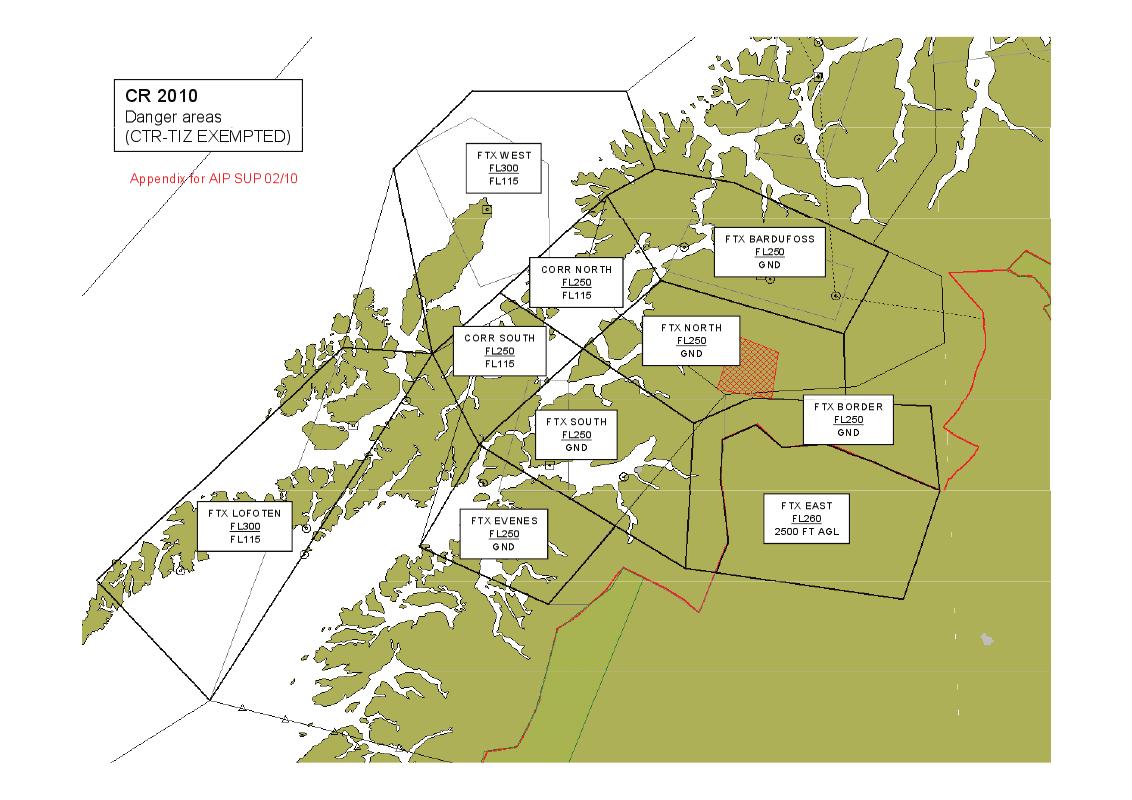 CR 2010
Danger areas
(CTR-TIZ EXEMPTED)
Appendix for AIP SUP 02/10
FTX WEST
FL300
FL115
FTX BARDUFOSS
FL250
GND
CORR NORTH
FL250
FL115
FTX NORTH
FL250
GND
CORR SOUTH
FL250
FL115
FTX BORDER
FL250
GND
FTX SOUTH
FL250
GND
FTX EAST
FL260
2500 FT AGL
FTX LOFOTEN
FL300
FL115
FTX EVENES
FL250
GND